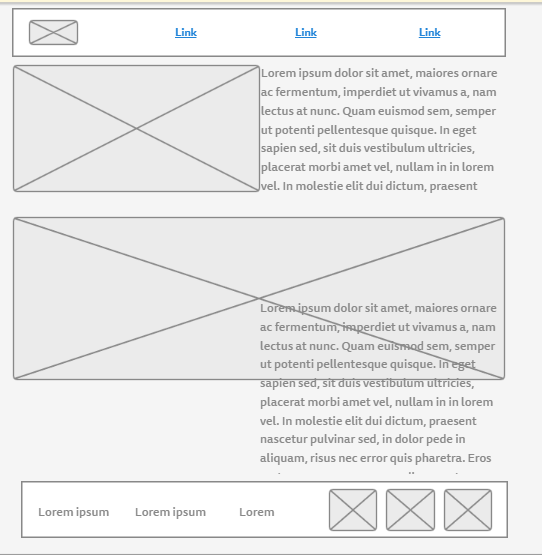 Link Link Link
Lorem ipsum dolor sit amet, maiores ornare
ac fermentum, imperdiet ut vivamus a, nam
lectus at nunc. Quam euismod sem, semper
ut potenti pellentesque quisque. In eget
sapien sed, sit duis vestibulum ultricies,
placerat morbi amet vel, nullam in in lorem
vel. In molestie elit dui dictum, praesent
Lorem ipsum dolor sit amet, maiores ornare
ac fermentum, imperdiet ut vivamus a, nam
lectus at nunc. Quam euismod sem, semper
ut potenti pellentesque quisque. In eget
sapien sed, sit duis vestibulum ultricies,
placerat morbi amet vel, nullam in in lorem
vel. In molestie elit dui dictum, praesent
nascetur pulvinar sed, in dolor pede in
aliquam, risus nec error quis pharetra. Eros
Lorem ipsum Lorem ipsum Lorem